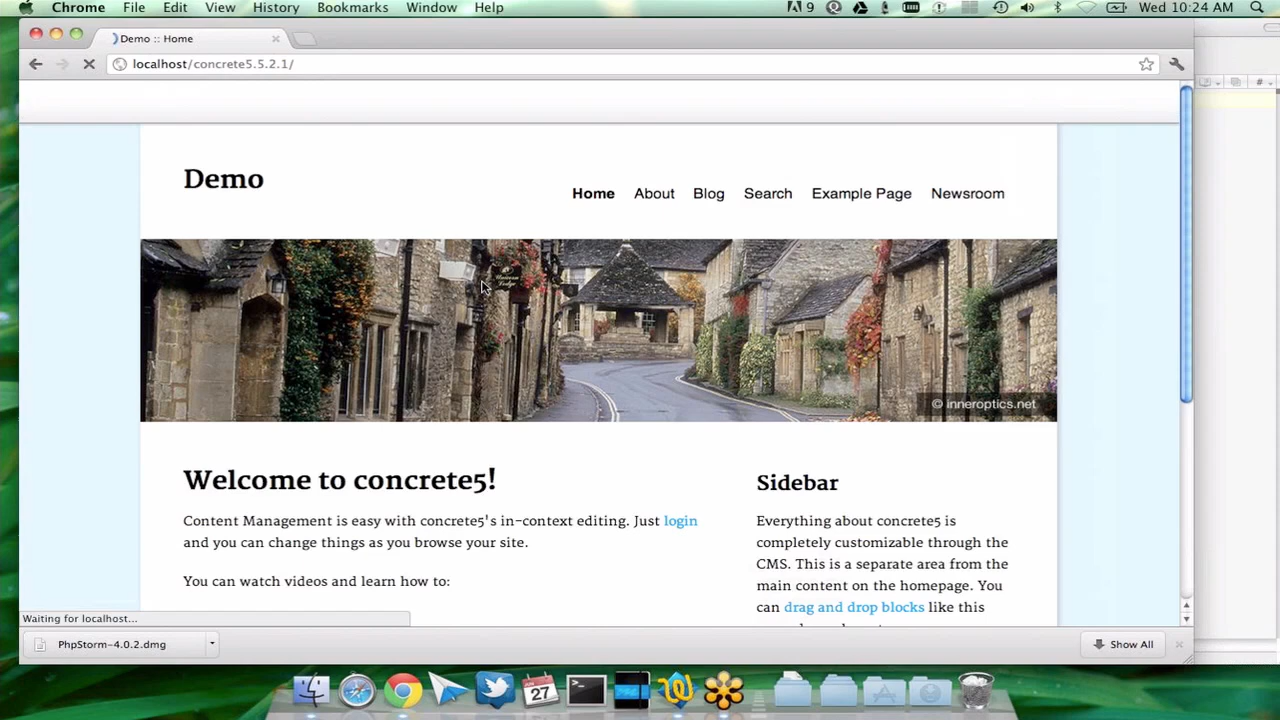 Chrome File Edit View History Bookmarks Window Help 9 Wed 10:24 AM
Demo :: Home
localhost/concrete5.5.2.1/
Demo
Home About Blog Search Example Page Newsroom
© inneroptics.net
Welcome to concrete5!
Content Management is easy with concrete5's in-context editing. Just login
and you can change things as you browse your site.
You can watch videos and learn how to:
Sidebar
Everything about concrete5 is
completely customizable through the
CMS. This is a separate area from the
main content on the homepage. You
can drag and drop blocks like this
Waiting for localhost...
PhpStorm-4.0.2.dmg
Show All
JUN
27